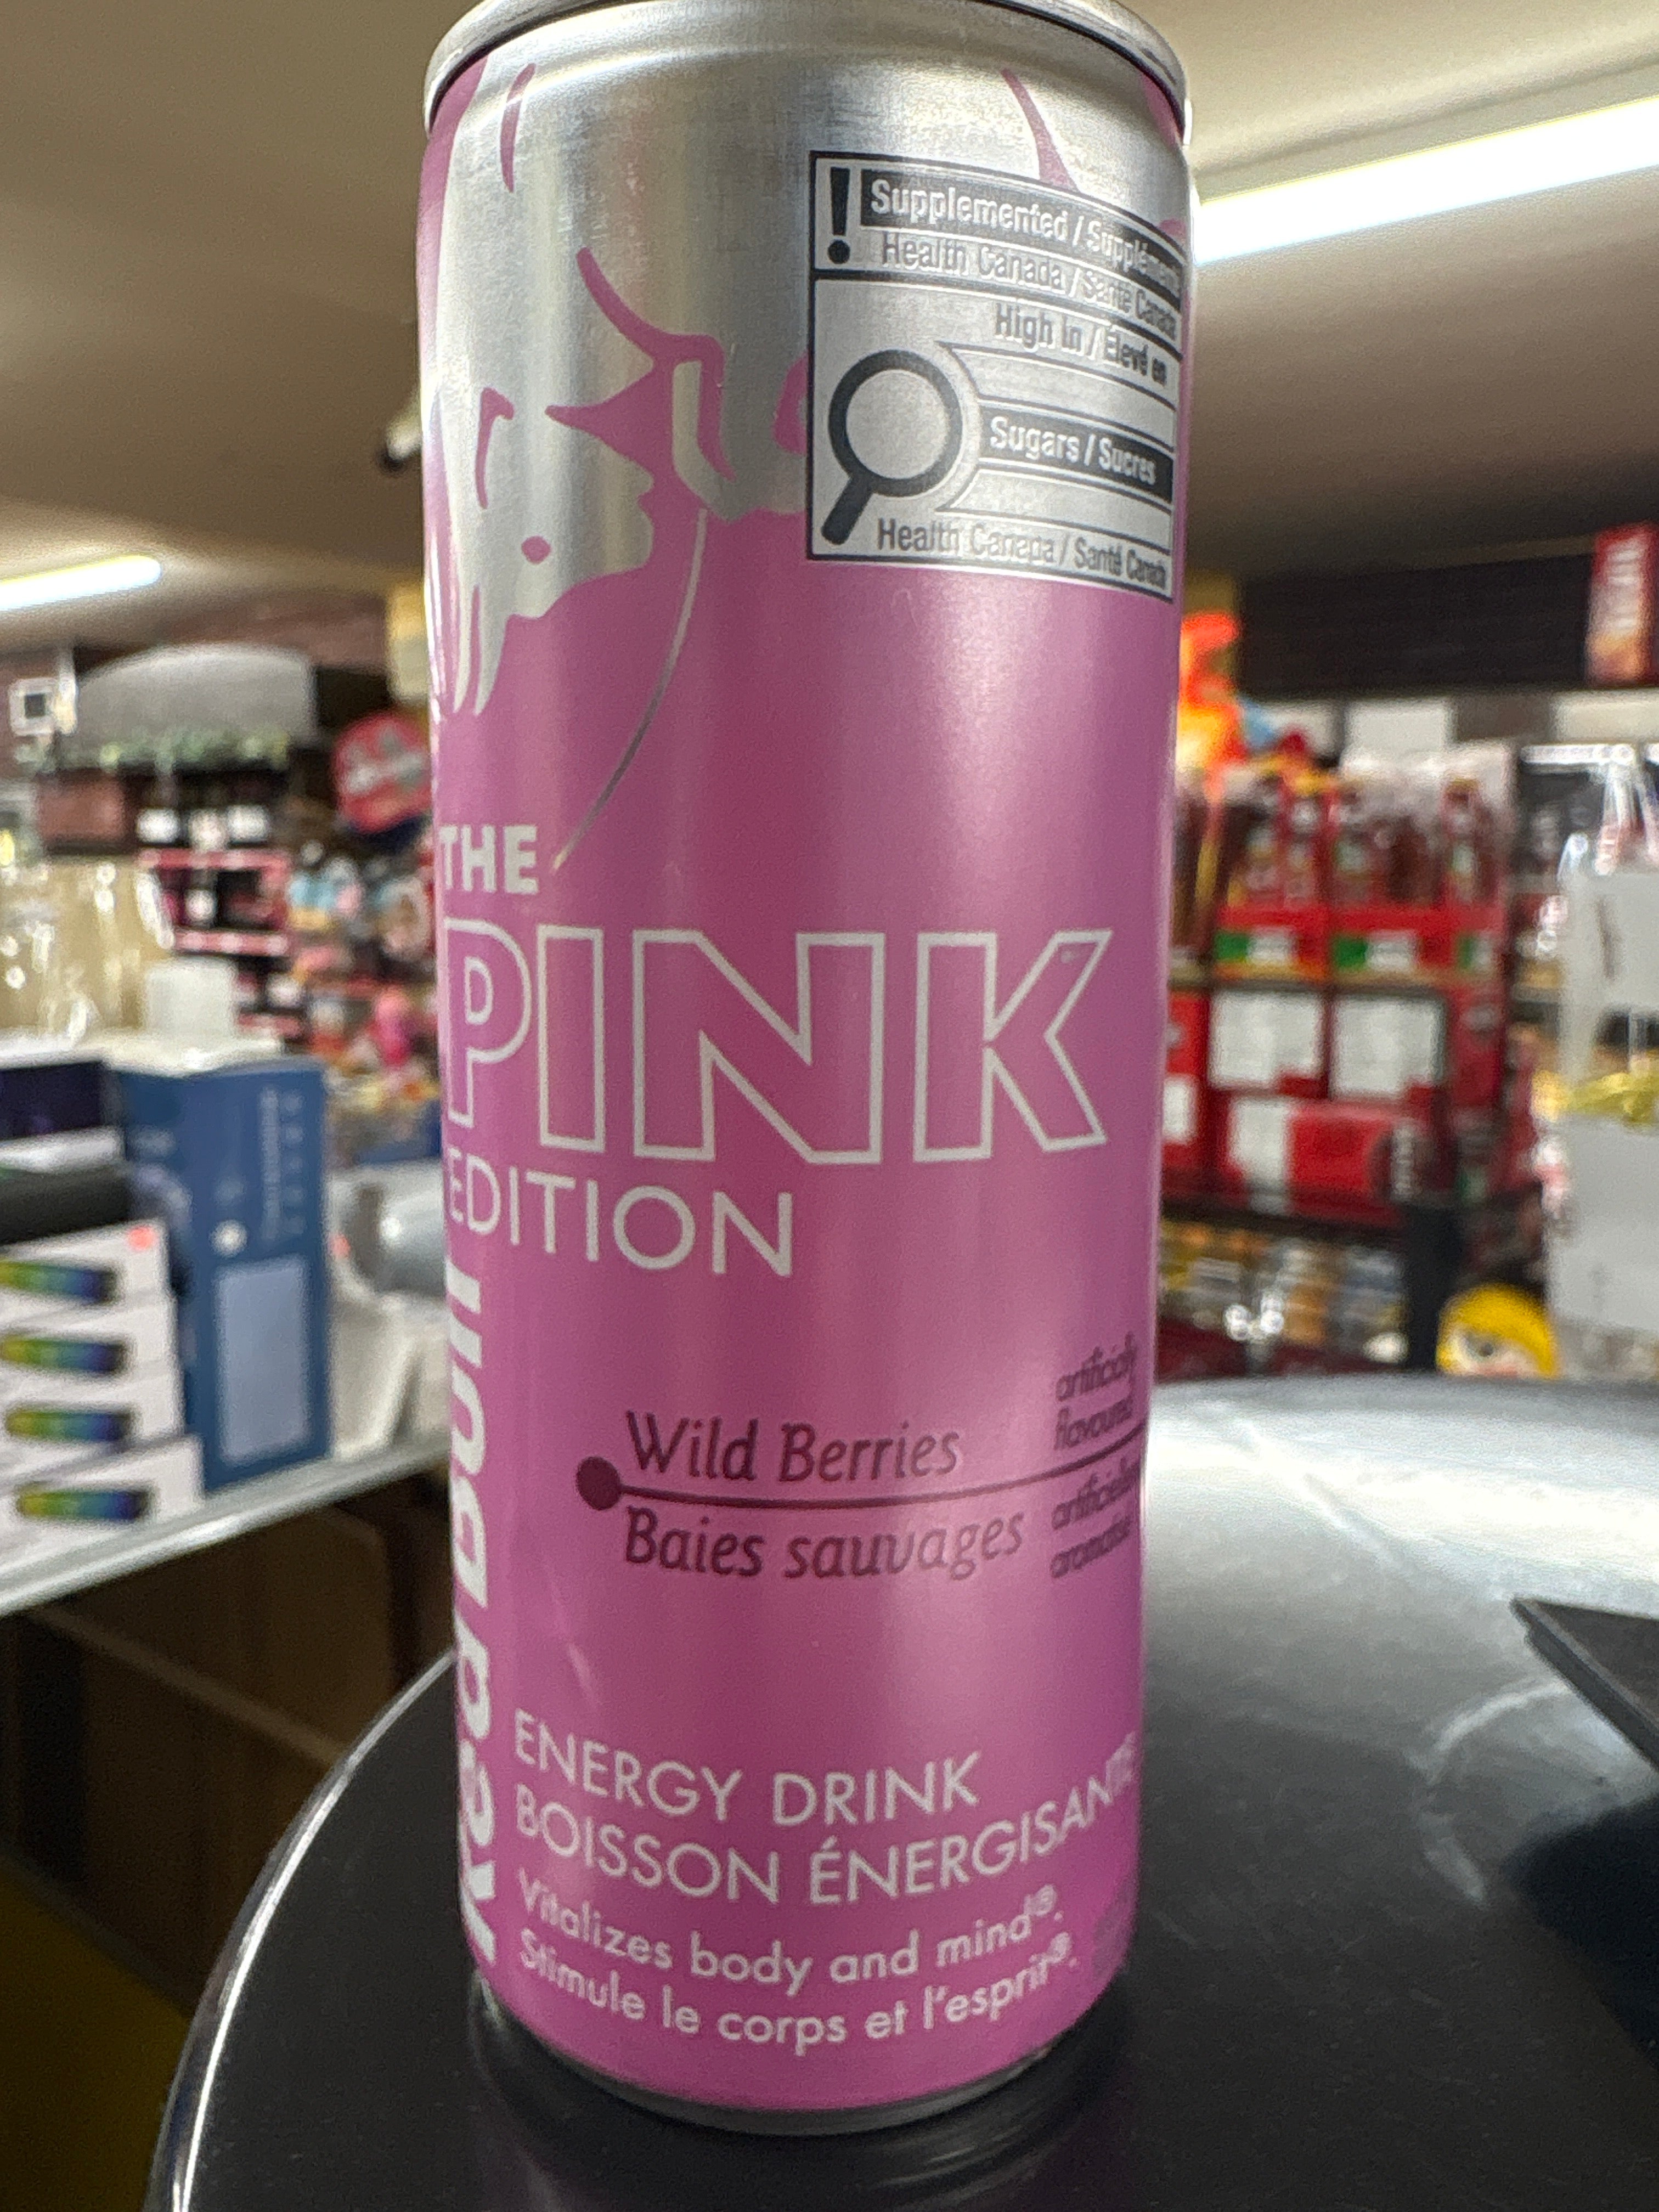 ! Supplemented / Supplémenté
Health Canada / Santé Canada
High in / Élevé en
Sugars / Sucres
Health Canada / Santé Canada
THE
PINK
EDITION
Red Bull
Wild Berries
Baies sauvages
artificially
flavoured
aromatisé
ENERGY DRINK
BOISSON ÉNERGISANTE
Vitalizes body and mind®.
Stimule le corps et l'esprit®.